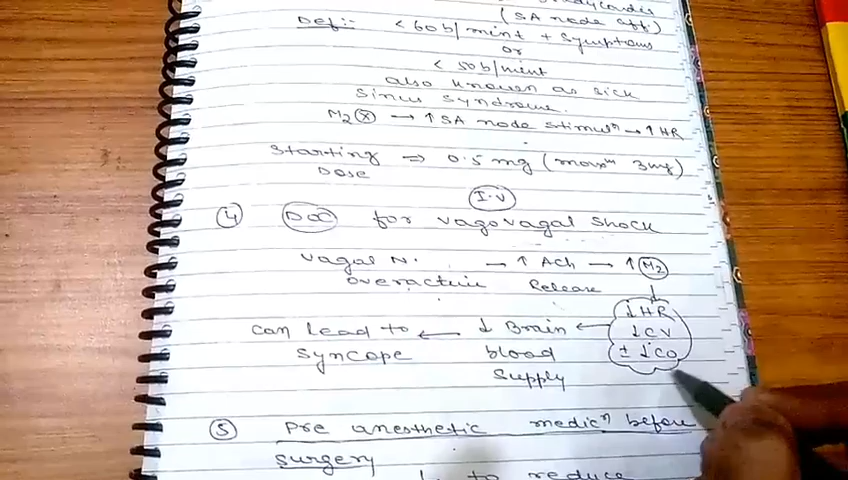 (SA node aff)
Def:- <60b/mint + Symptoms
or
<50b/mint
also known as sick
Sinus Syndrome.
M2 (X) → ↑ SA node stimulⁿ → ↑ HR
Starting Dose ⇒ 0.5 mg (maxᵐ 3mg)
I.V
④ DOC for vagovagal Shock
vagal N. overactive → ↑ Ach Release → ↑ M2
↓ HR
↓ CV
± ↓ CO
← ↓ Brain blood Supply
← can lead to syncope
⑤ Pre anesthetic medicⁿ before
surgery
to reduce